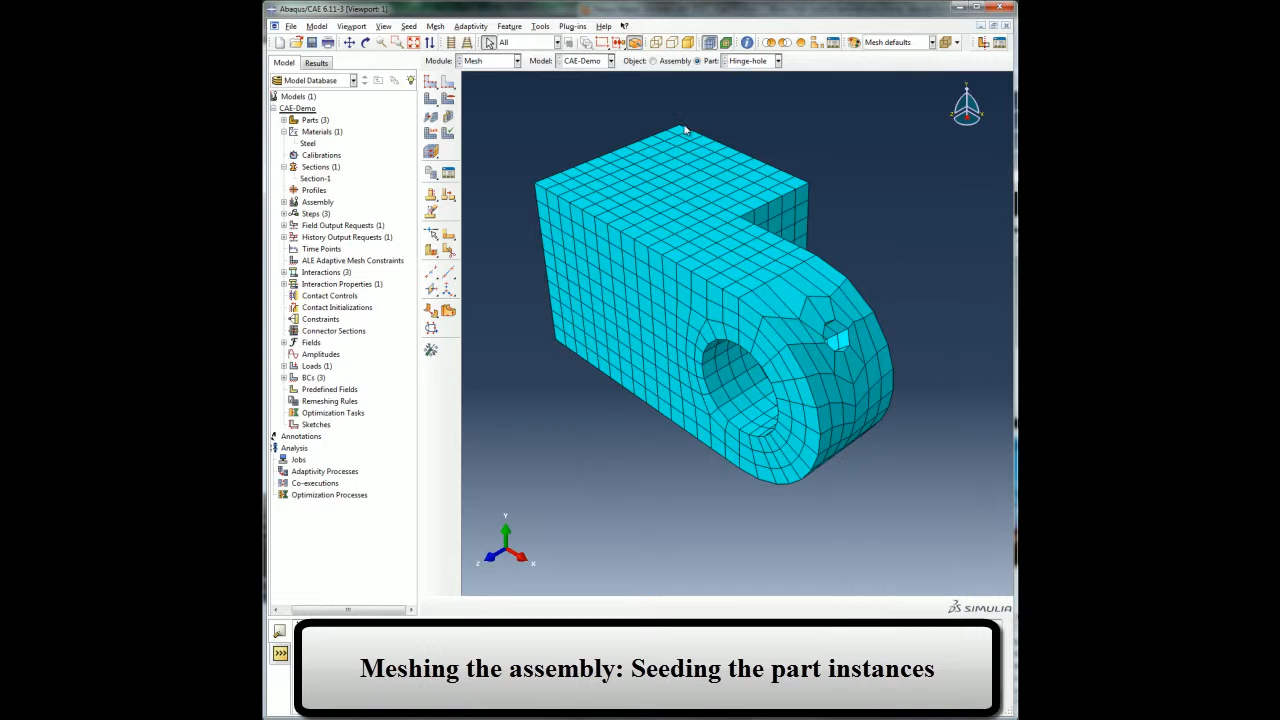 Abaqus/CAE 6.11-3 [Viewport: 1]
File Model Viewport View Seed Mesh Adaptivity Feature Tools Plug-ins Help
All
Mesh defaults
Model Results
Module: Mesh Model: CAE-Demo Object: Assembly Part: Hinge-hole
Model Database
Models (1)
CAE-Demo
Parts (3)
Materials (1)
Steel
Calibrations
Sections (1)
Section-1
Profiles
Assembly
Steps (3)
Field Output Requests (1)
History Output Requests (1)
Time Points
ALE Adaptive Mesh Constraints
Interactions (3)
Interaction Properties (1)
Contact Controls
Contact Initializations
Constraints
Connector Sections
Fields
Amplitudes
Loads (1)
BCs (3)
Predefined Fields
Remeshing Rules
Optimization Tasks
Sketches
Annotations
Analysis
Jobs
Adaptivity Processes
Co-executions
Optimization Processes
Y
Z X
Y
Z X
SIMULIA
>>>
Meshing the assembly: Seeding the part instances